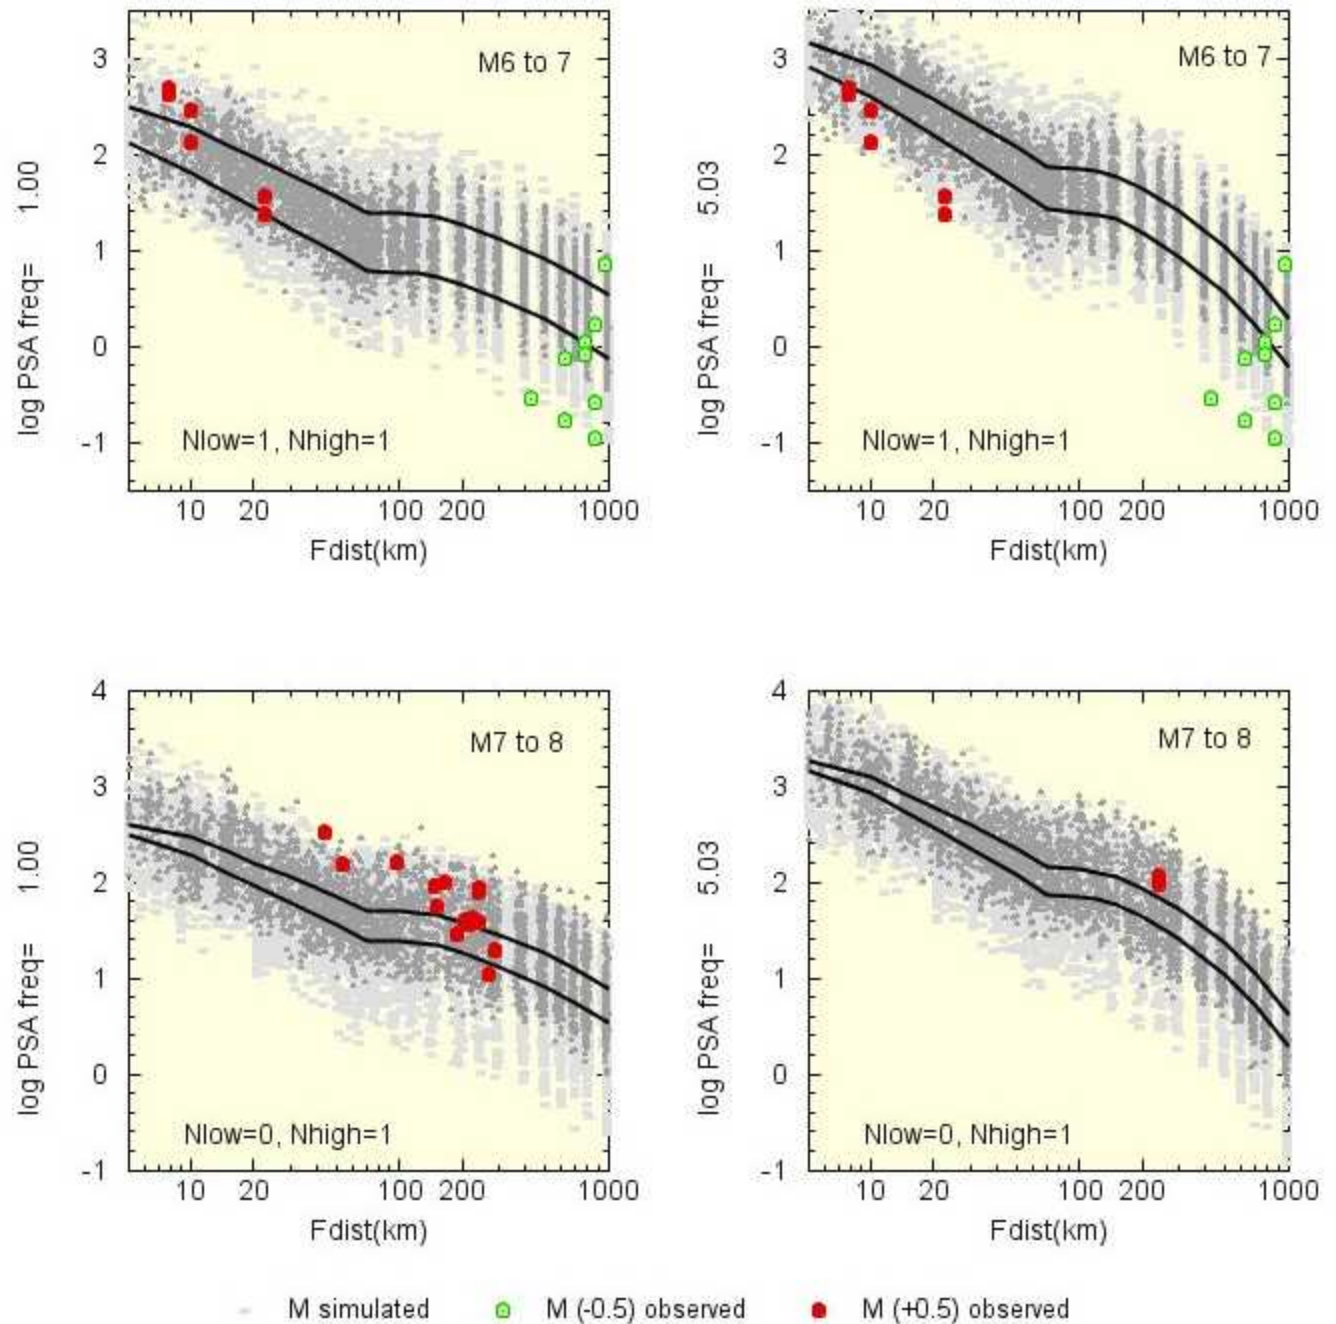 3
2
1
0
-1
M6 to 7
Nlow=1, Nhigh=1
log PSA freq= 1.00
10 20 100 200 1000
Fdist(km)
3
2
1
0
-1
M6 to 7
Nlow=1, Nhigh=1
log PSA freq= 5.03
10 20 100 200 1000
Fdist(km)
4
3
2
1
0
-1
M7 to 8
Nlow=0, Nhigh=1
log PSA freq= 1.00
10 20 100 200 1000
Fdist(km)
4
3
2
1
0
-1
M7 to 8
Nlow=0, Nhigh=1
log PSA freq= 5.03
10 20 100 200 1000
Fdist(km)
M simulated M (-0.5) observed M (+0.5) observed